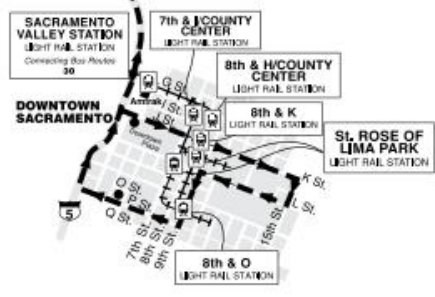 SACRAMENTO
VALLEY STATION
LIGHT RAIL STATION
Connecting Bus Routes
30
7th & I/COUNTY
CENTER
LIGHT RAIL STATION
8th & H/COUNTY
CENTER
LIGHT RAIL STATION
8th & K
LIGHT RAIL STATION
St. ROSE OF
LIMA PARK
LIGHT RAIL STATION
DOWNTOWN
SACRAMENTO
Amtrak
G St.
I St.
J St.
Downtown
Plaza
K St.
L St.
15th St.
O St.
P St.
Q St.
5
7th St.
8th St.
9th St.
8th & O
LIGHT RAIL STATION